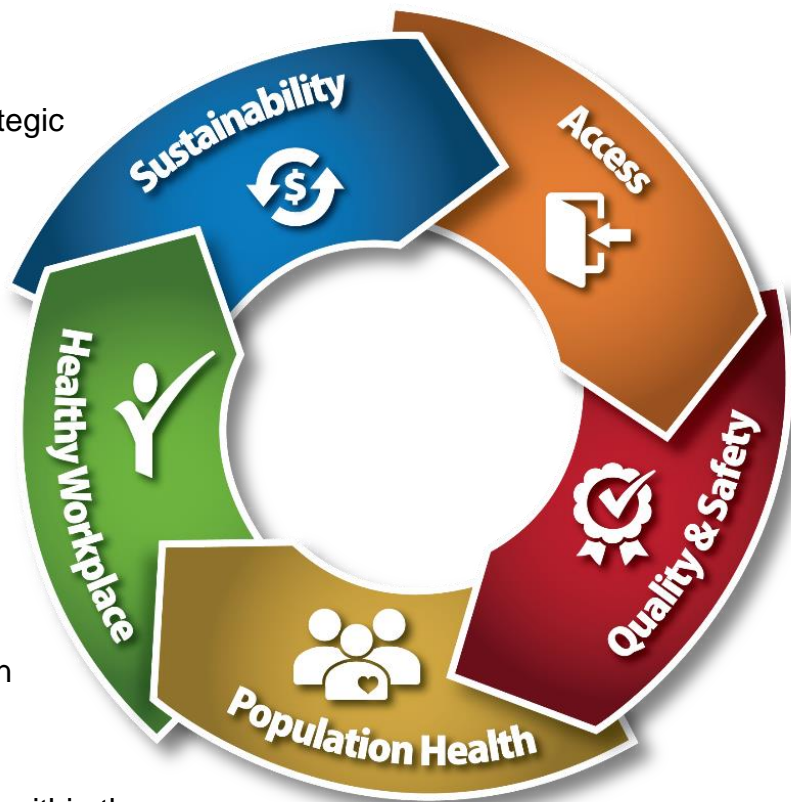 tegic
Sustainability
$
Access
Healthy Workplace
Quality & Safety
Population Health